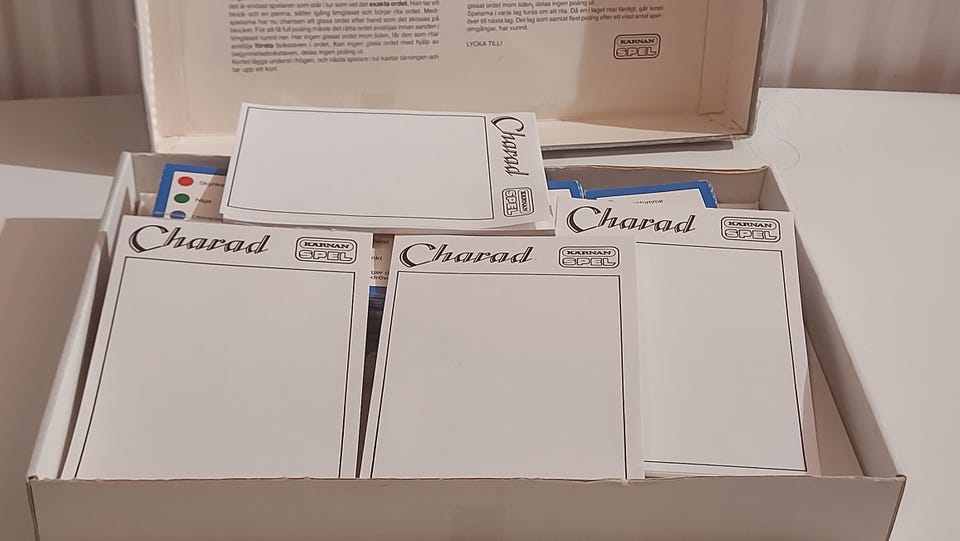 det är endast spelaren som står i tur som vet det exakta ordet. Han tar ett
block och en penna, sätter igång timglaset och börjar rita ordet. Med-
spelarna har nu chansen att gissa ordet efter hand som det skissas på
blocket. För att få full poäng måste det rätta ordet avslöjas innan sanden i
timglaset runnit ner. Har ingen gissat ordet inom tiden, får den som ritar
avslöja första bokstaven i ordet. Kan ingen gissa ordet med hjälp av
begynnelsebokstaven, delas ingen poäng ut.
Kortet läggs underst i högen, och nästa spelare i tur kastar tärningen och
tar upp ett kort.
gissat ordet inom tiden, delas ingen poäng ut.
Spelarna i varje lag turas om att rita. Då en i laget ritat färdigt, går turen
över till nästa lag. Det lag som samlat flest poäng efter ett visst antal spel-
omgångar, har vunnit.
LYCKA TILL!
KARNAN
SPEL
Charad
KARNAN
SPEL
Niga
Charad
KARNAN
SPEL
Charad
KARNAN
SPEL
Charad
KARNAN
SPEL